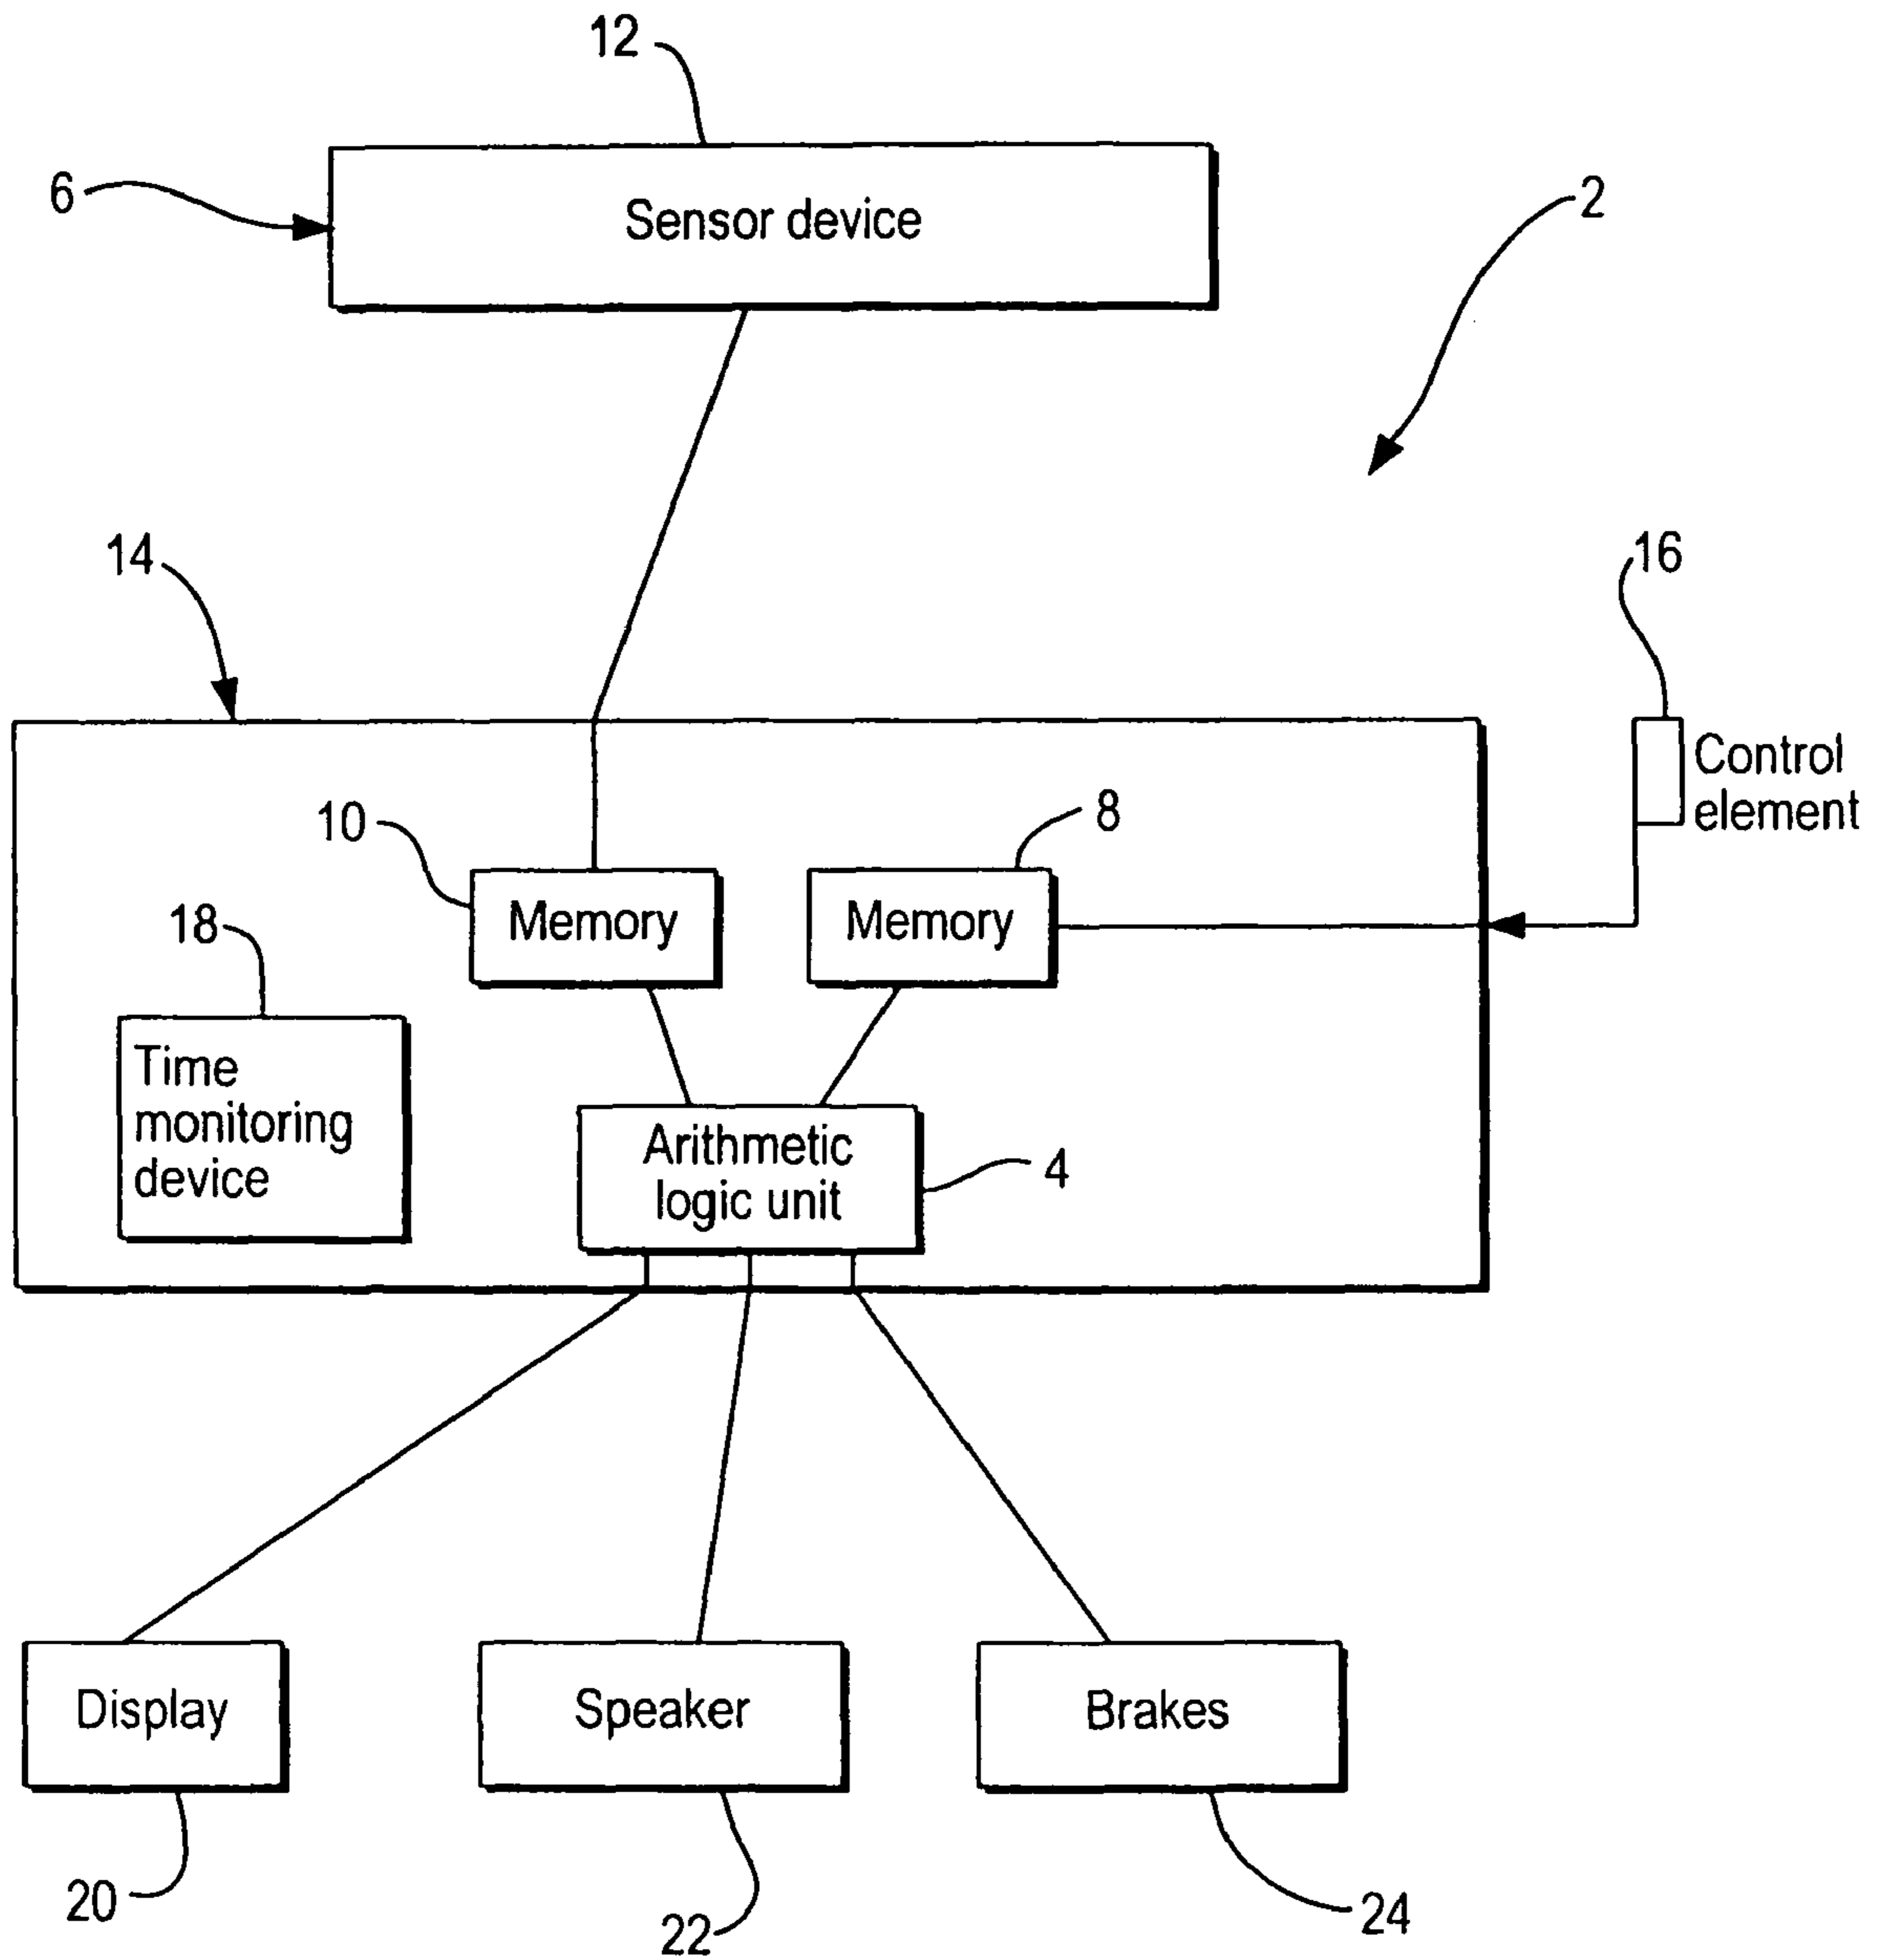 12
6
Sensor device
2
14
16
Control
element
10
8
Memory
Memory
18
Time
monitoring
device
Arithmetic
logic unit
4
Display
Speaker
Brakes
20
22
24